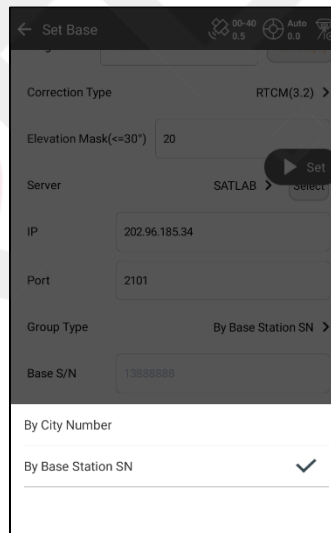 ← Set Base 00-40 0.5 Auto 0.0
Correction Type RTCM(3.2) >
Elevation Mask(<=30°) 20
Set
Server SATLAB > Select
IP 202.96.185.34
Port 2101
Group Type By Base Station SN >
Base S/N 13888888
By City Number
By Base Station SN ✓